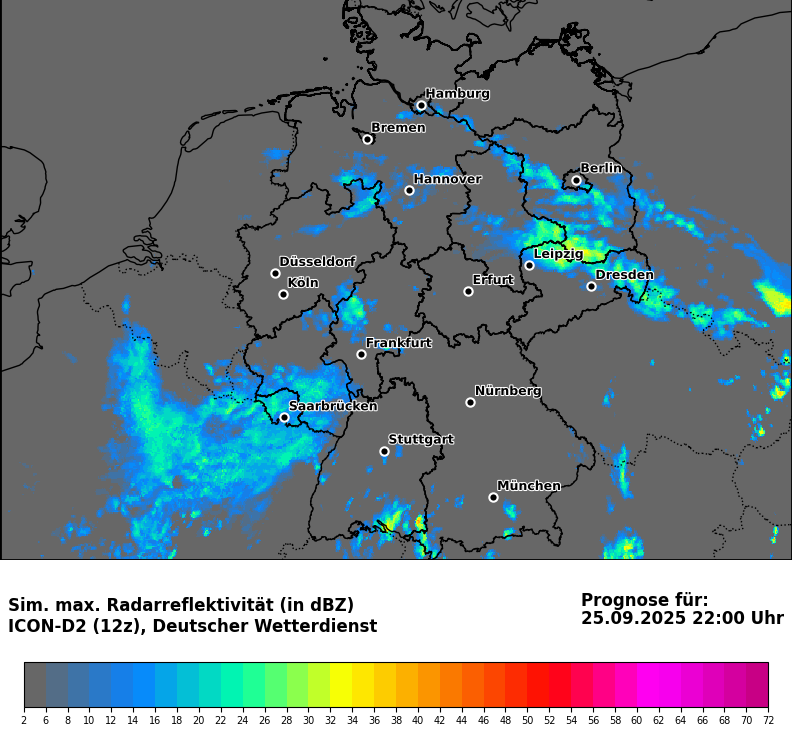 Hamburg
Bremen
Berlin
Hannover
Leipzig
Düsseldorf
Dresden
Köln
Erfurt
Frankfurt
Nürnberg
Saarbrücken
Stuttgart
München
Sim. max. Radarreflektivität (in dBZ)
ICON-D2 (12z), Deutscher Wetterdienst
Prognose für:
25.09.2025 22:00 Uhr
2 6 8 10 12 14 16 18 20 22 24 26 28 30 32 34 36 38 40 42 44 46 48 50 52 54 56 58 60 62 64 66 68 70 72